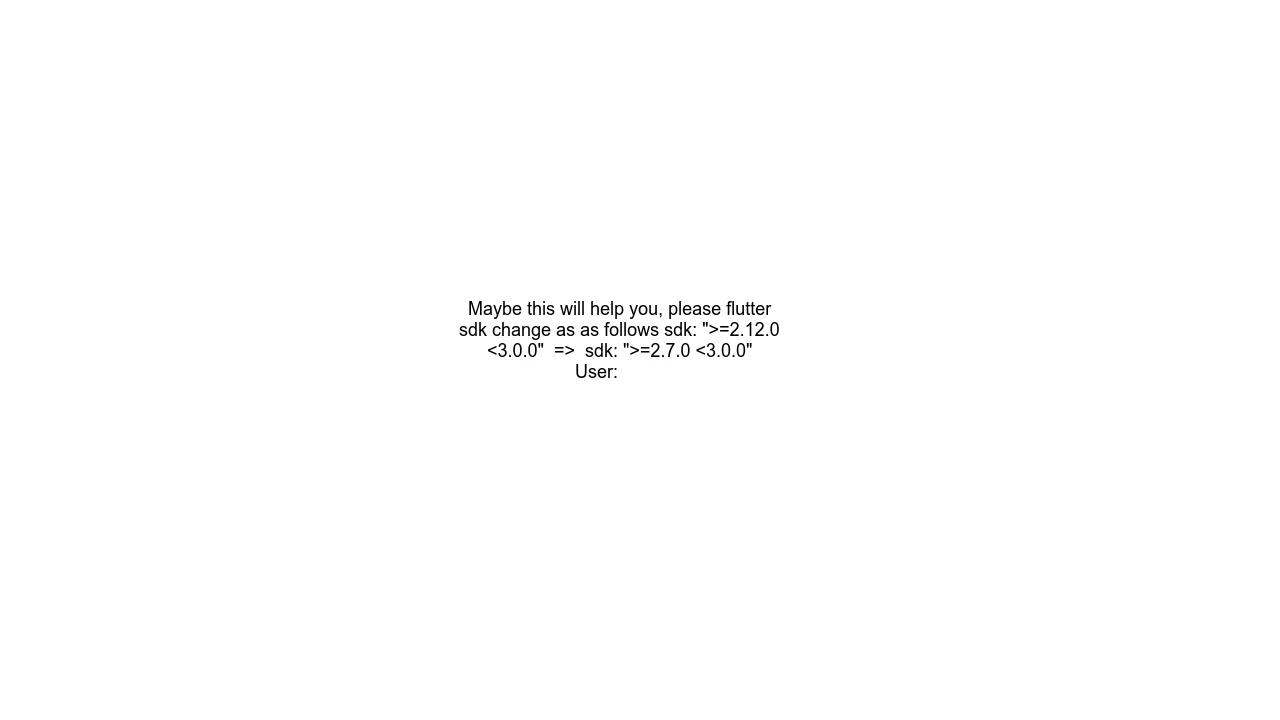 Maybe this will help you, please flutter
sdk change as as follows sdk: ">=2.12.0
<3.0.0"  =>  sdk: ">=2.7.0 <3.0.0"
User: